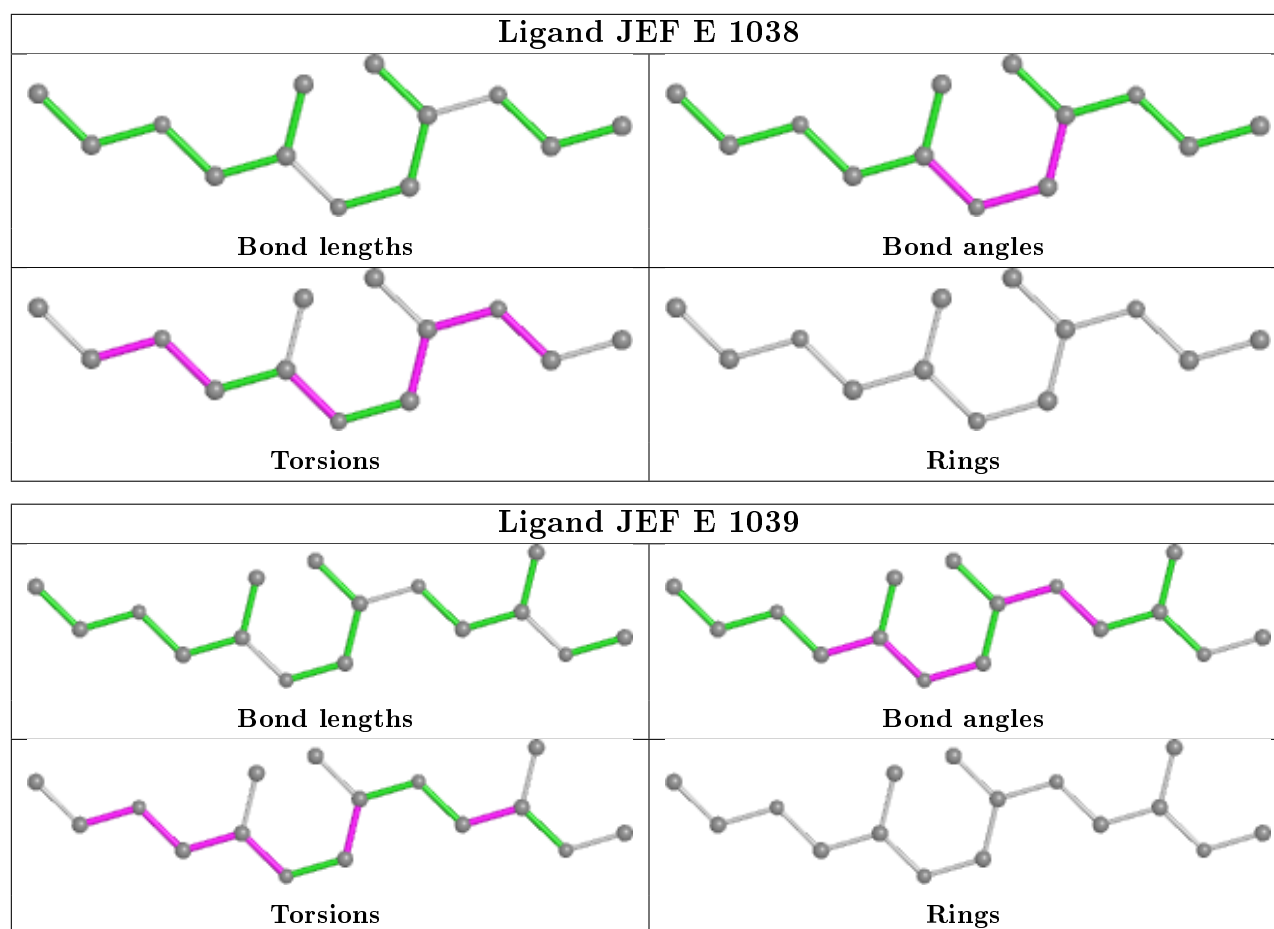 Ligand JEF E 1038
Bond lengths
Bond angles
Torsions
Rings
Ligand JEF E 1039
Bond lengths
Bond angles
Torsions
Rings